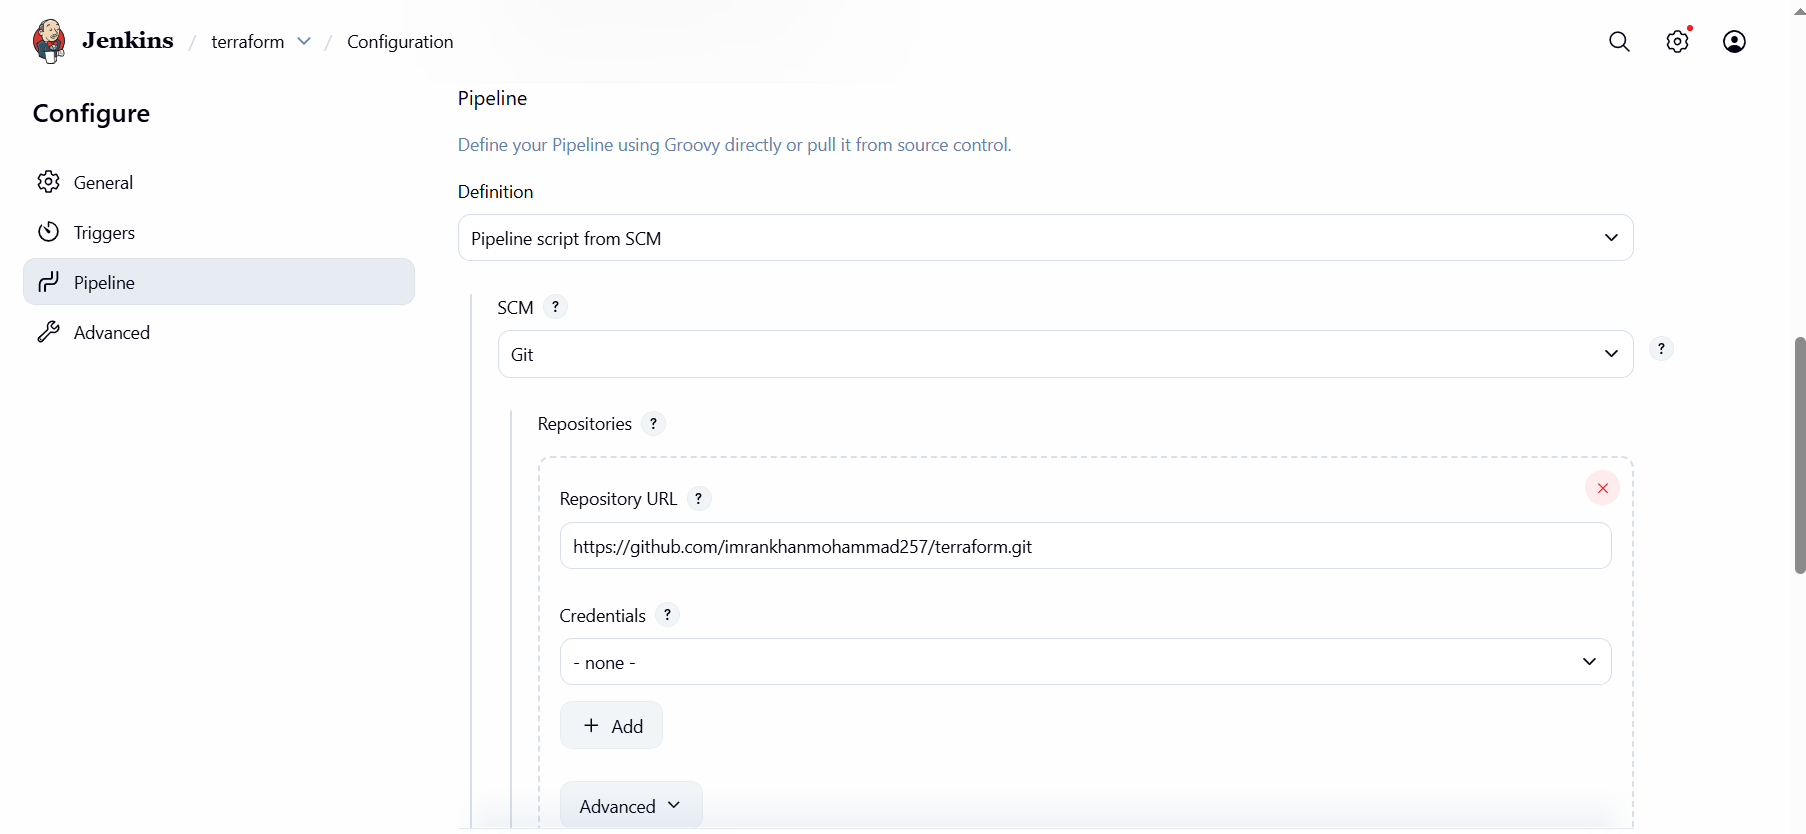 Jenkins / terraform / Configuration
Configure
General
Triggers
Pipeline
Advanced
Pipeline
Define your Pipeline using Groovy directly or pull it from source control.
Definition
Pipeline script from SCM
SCM ?
Git
?
Repositories ?
Repository URL ?
https://github.com/imrankhanmohammad257/terraform.git
Credentials ?
- none -
+ Add
Advanced